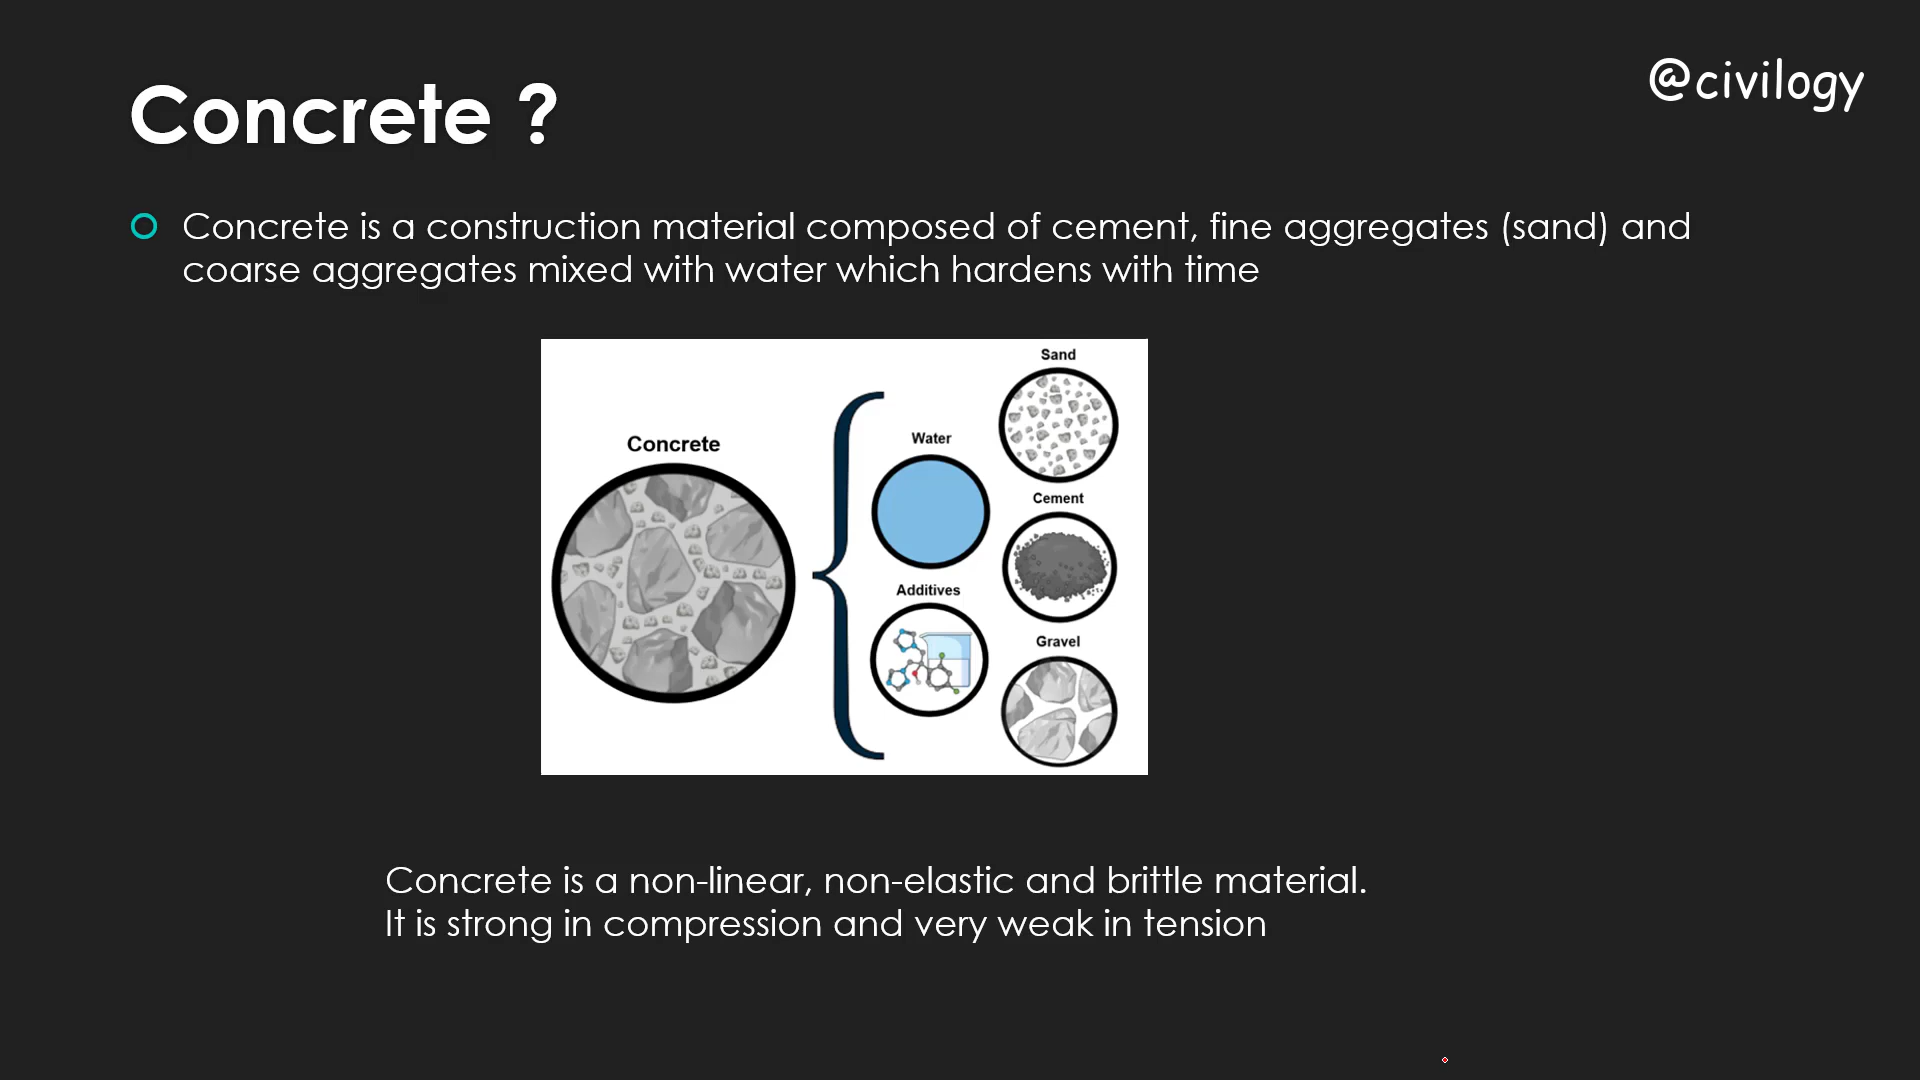 @civilogy
Concrete ?
Concrete is a construction material composed of cement, fine aggregates (sand) and
coarse aggregates mixed with water which hardens with time
Sand
Water
Concrete
Cement
Additives
Gravel
Concrete is a non-linear, non-elastic and brittle material.
It is strong in compression and very weak in tension